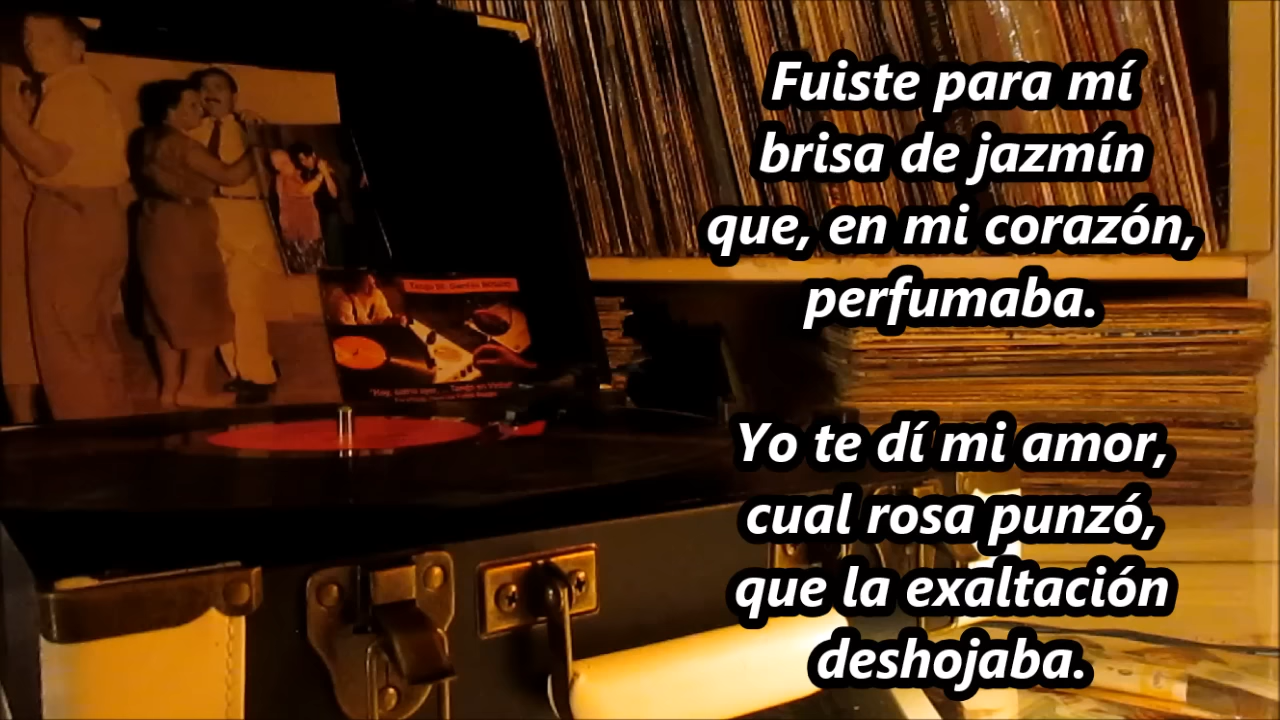 Fuiste para mí
brisa de jazmín
que, en mi corazón,
perfumaba.
Yo te dí mi amor,
cual rosa punzó,
que la exaltación
deshojaba.